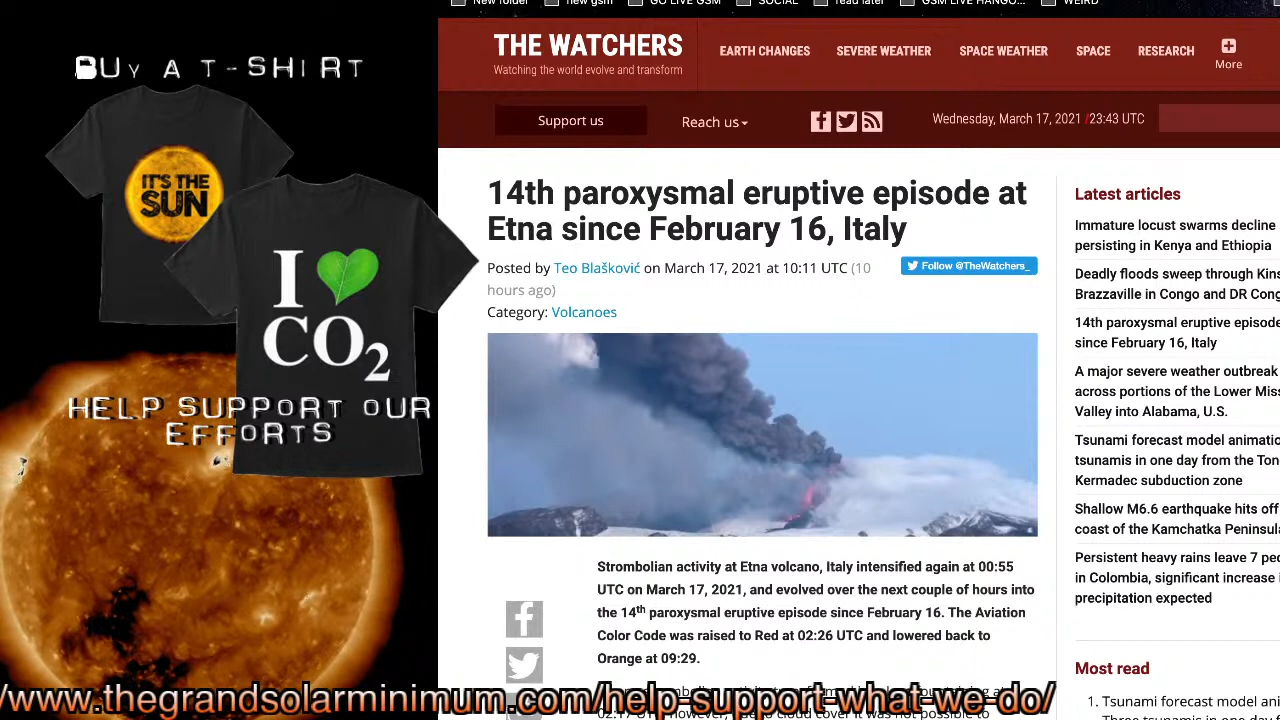 New folder
new gsm
GO LIVE GSM
SOCIAL
read later
GSM LIVE HANGO...
WEIRD
BUY A T-SHIRT
IT'S THE
SUN
I
CO2
HELP SUPPORT OUR
EFFORTS
THE WATCHERS
Watching the world evolve and transform
EARTH CHANGES
SEVERE WEATHER
SPACE WEATHER
SPACE
RESEARCH
More
Support us
Reach us
Wednesday, March 17, 2021 / 23:43 UTC
14th paroxysmal eruptive episode at
Etna since February 16, Italy
Posted by Teo Blašković on March 17, 2021 at 10:11 UTC (10
hours ago)
Category: Volcanoes
Follow @TheWatchers_
Strombolian activity at Etna volcano, Italy intensified again at 00:55
UTC on March 17, 2021, and evolved over the next couple of hours into
the 14th paroxysmal eruptive episode since February 16. The Aviation
Color Code was raised to Red at 02:26 UTC and lowered back to
Orange at 09:29.
Latest articles
Immature locust swarms decline
persisting in Kenya and Ethiopia
Deadly floods sweep through Kins
Brazzaville in Congo and DR Cong
14th paroxysmal eruptive episode
since February 16, Italy
A major severe weather outbreak
across portions of the Lower Miss
Valley into Alabama, U.S.
Tsunami forecast model animatio
tsunamis in one day from the Ton
Kermadec subduction zone
Shallow M6.6 earthquake hits off
coast of the Kamchatka Peninsula
Persistent heavy rains leave 7 peo
in Colombia, significant increase i
precipitation expected
Most read
1. Tsunami forecast model ani
/www.thegrandsolarminimum.com/help-support-what-we-do/